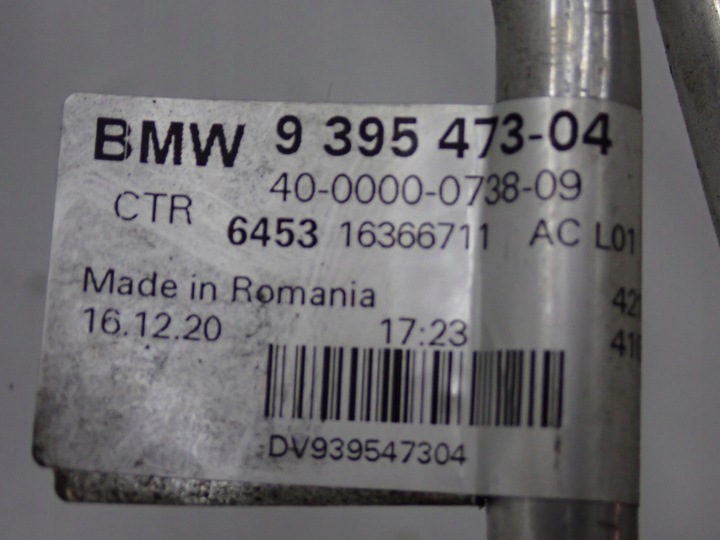 BMW 9 395 473-04
40-0000-0738-09
CTR 6453 16366711 AC L01
Made in Romania
16.12.20 17:23
DV939547304